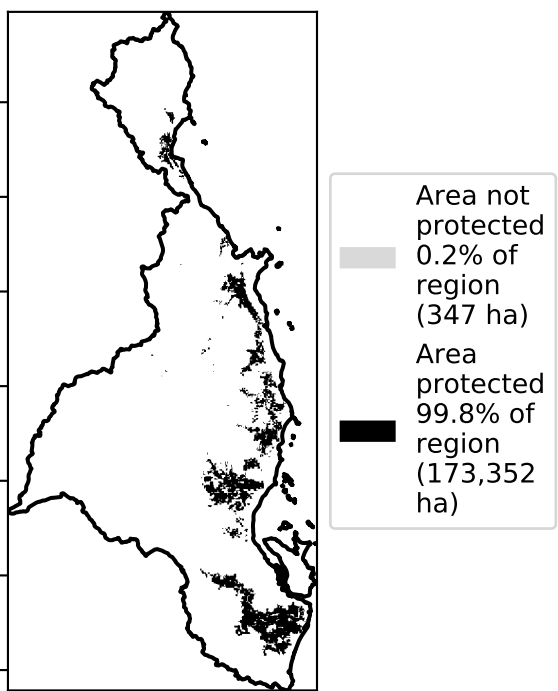 Area not
protected
0.2% of
region
(347 ha)
Area
protected
99.8% of
region
(173,352
ha)